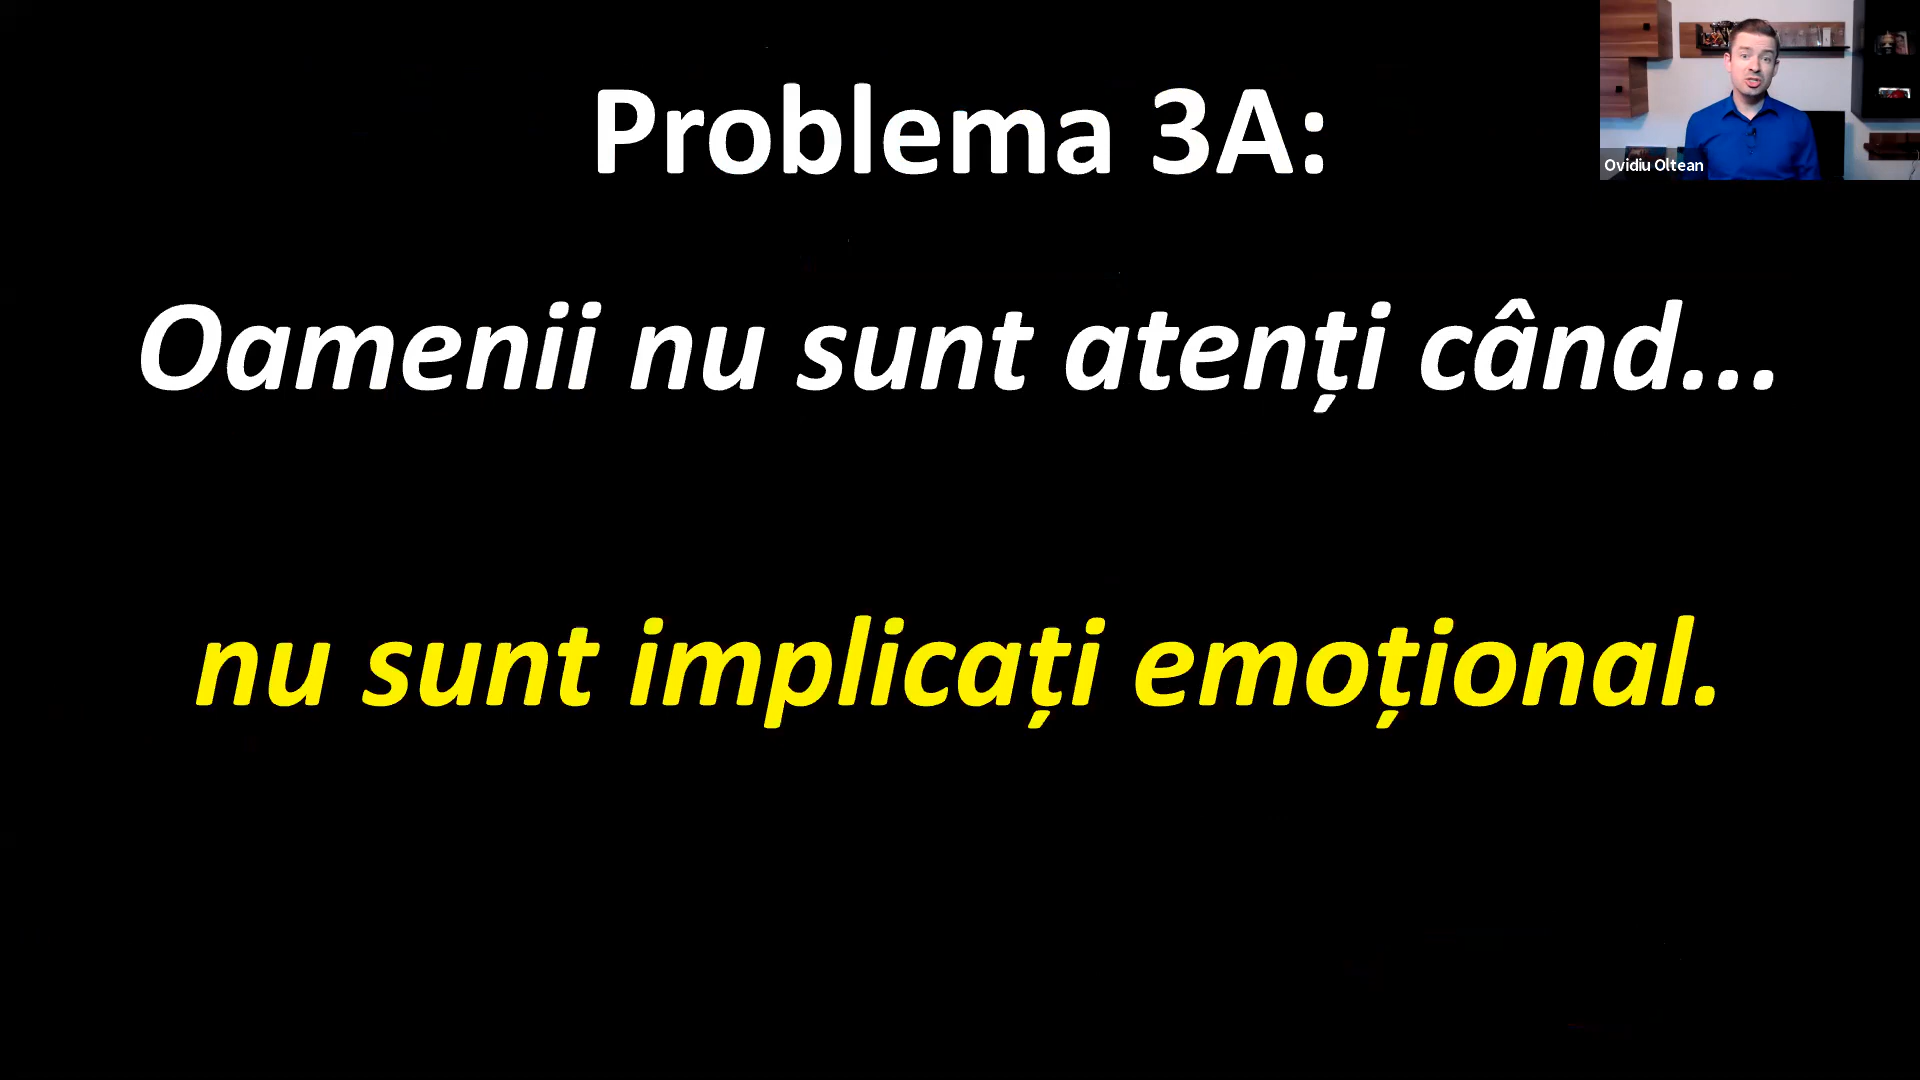 Problema 3A:
Ovidiu Oltean
Oamenii nu sunt atenți când...
nu sunt implicați emoțional.